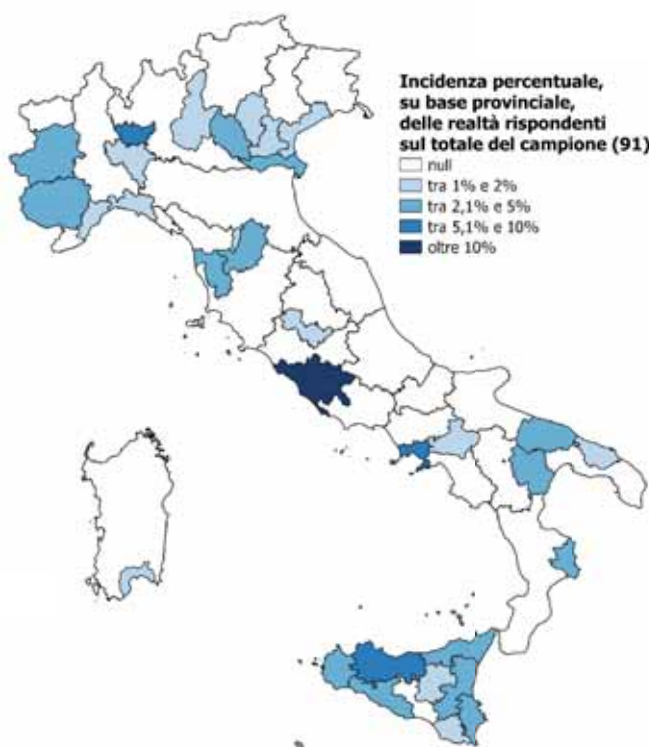 Incidenza percentuale,
su base provinciale,
delle realtà rispondenti
sul totale del campione (91)
null
tra 1% e 2%
tra 2,1% e 5%
tra 5,1% e 10%
oltre 10%